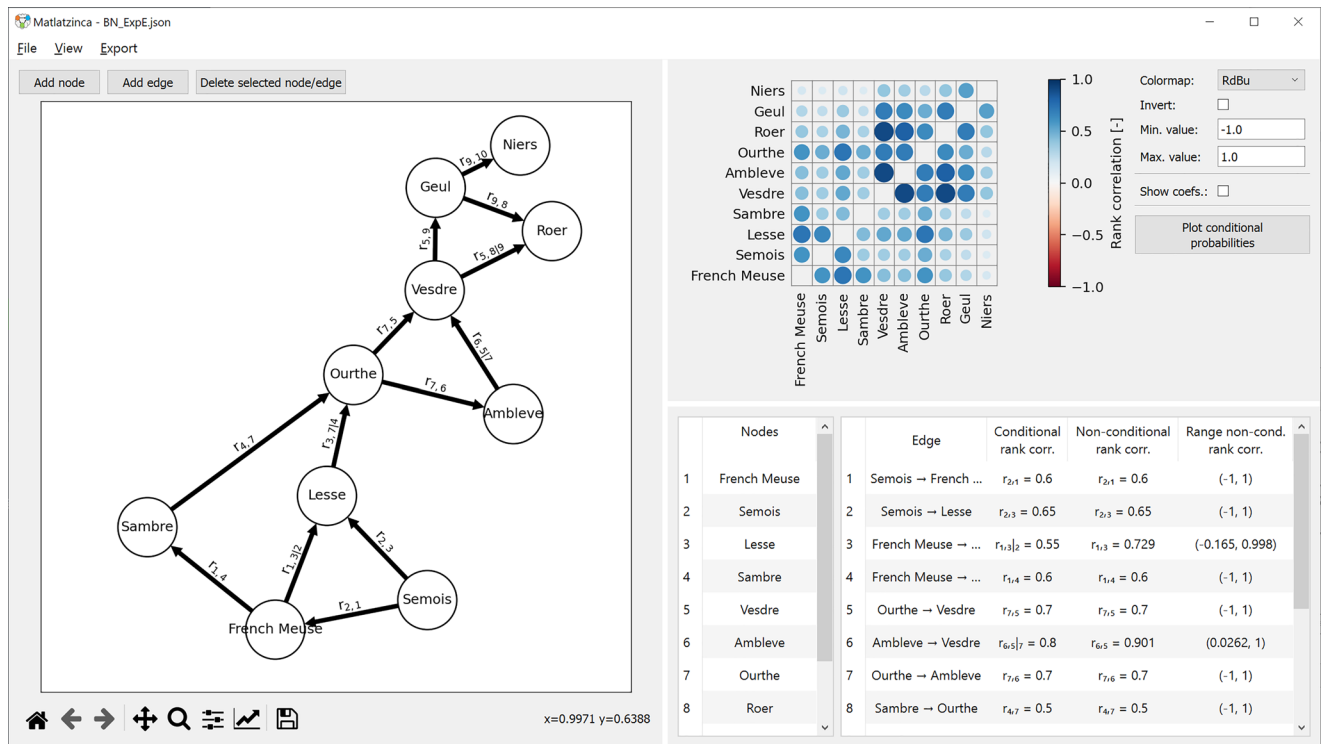 Matlatzinca - BN_ExpE.json
File View Export
Add node Add edge Delete selected node/edge
Niers
r9, 10
Geul
r9, 8
Roer
r5, 9
r5, 8|9
Vesdre
r7, 5
r6, 5|7
Ourthe
r7, 6
Ambleve
r4, 7
r3, 7|4
Lesse
Sambre
r2, 3
r1, 3|2
r1, 4
Semois
r2, 1
French Meuse
x=0.9971 y=0.6388
Niers
Geul
Roer
Ourthe
Ambleve
Vesdre
Sambre
Lesse
Semois
French Meuse
French Meuse
Semois
Lesse
Sambre
Vesdre
Ambleve
Ourthe
Roer
Geul
Niers
1.0
0.5
0.0
−0.5
−1.0
Rank correlation [-]
Colormap: RdBu
Invert:
Min. value: -1.0
Max. value: 1.0
Show coefs.:
Plot conditional
probabilities
Nodes
1 French Meuse
2 Semois
3 Lesse
4 Sambre
5 Vesdre
6 Ambleve
7 Ourthe
8 Roer
Edge Conditional rank corr. Non-conditional rank corr. Range non-cond. rank corr.
1 Semois → French ... r₂,₁ = 0.6 r₂,₁ = 0.6 (-1, 1)
2 Semois → Lesse r₂,₃ = 0.65 r₂,₃ = 0.65 (-1, 1)
3 French Meuse → ... r₁,₃|₂ = 0.55 r₁,₃ = 0.729 (-0.165, 0.998)
4 French Meuse → ... r₁,₄ = 0.6 r₁,₄ = 0.6 (-1, 1)
5 Ourthe → Vesdre r₇,₅ = 0.7 r₇,₅ = 0.7 (-1, 1)
6 Ambleve → Vesdre r₆,₅|₇ = 0.8 r₆,₅ = 0.901 (0.0262, 1)
7 Ourthe → Ambleve r₇,₆ = 0.7 r₇,₆ = 0.7 (-1, 1)
8 Sambre → Ourthe r₄,₇ = 0.5 r₄,₇ = 0.5 (-1, 1)